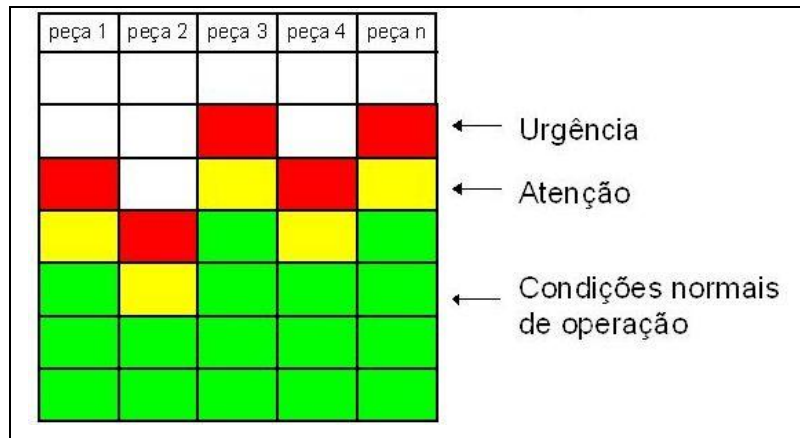 peça 1 peça 2 peça 3 peça 4 peça n
Urgência
Atenção
Condições normais
de operação